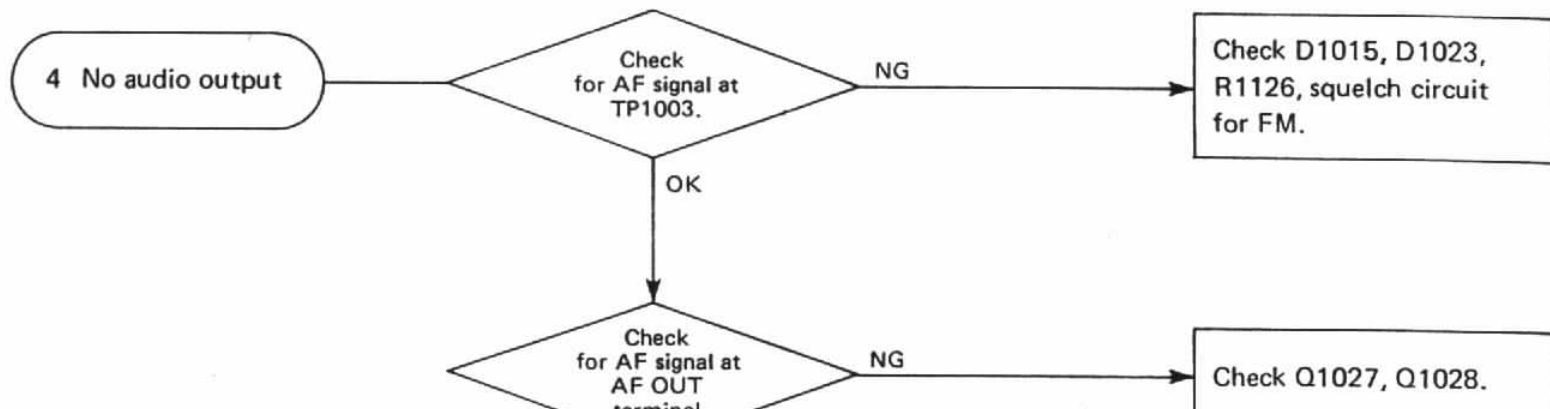 4 No audio output
Check
for AF signal at
TP1003.
NG
Check D1015, D1023,
R1126, squelch circuit
for FM.
OK
Check
for AF signal at
AF OUT
terminal
NG
Check Q1027, Q1028.